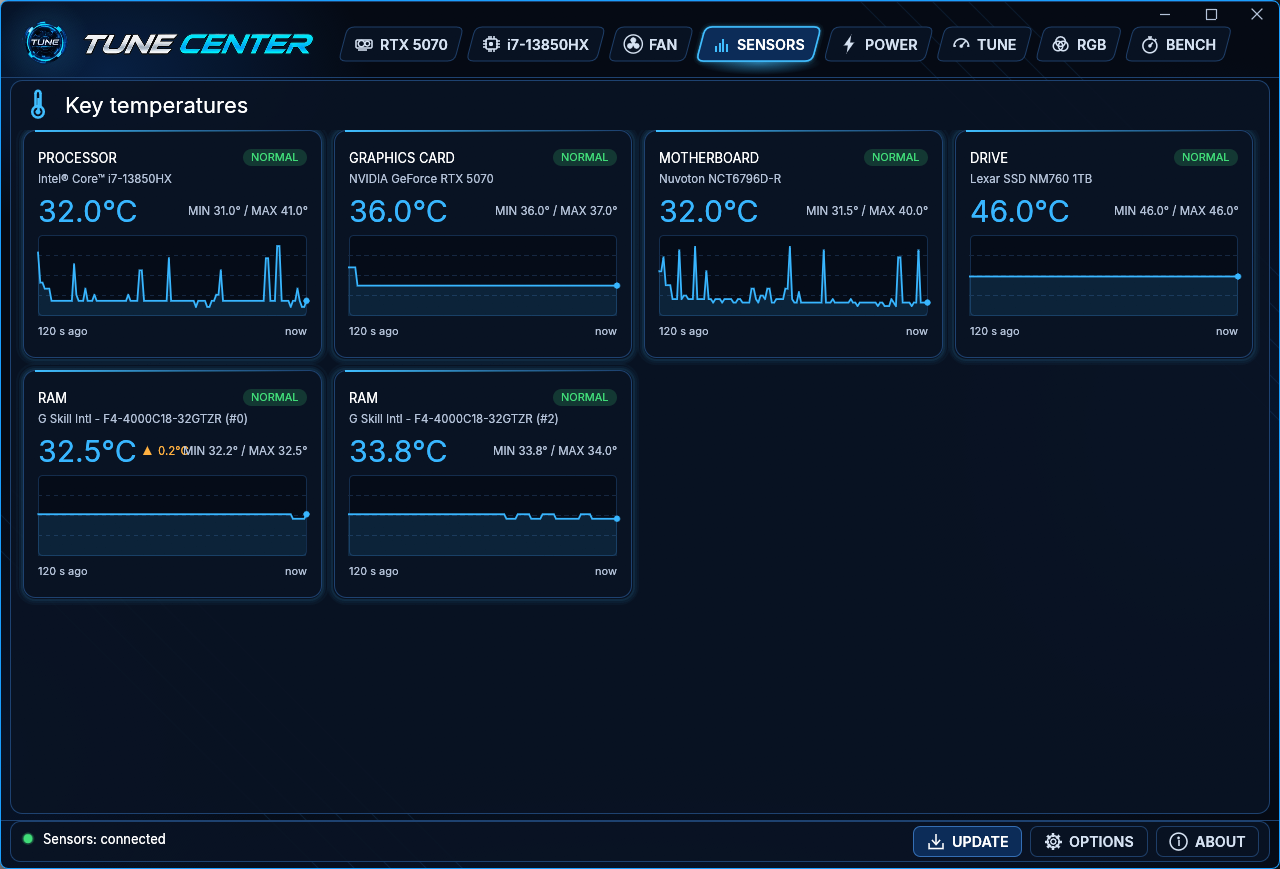 TUNE
TUNE CENTER
RTX 5070
i7-13850HX
FAN
SENSORS
POWER
TUNE
RGB
BENCH
Key temperatures
PROCESSOR NORMAL
Intel® Core™ i7-13850HX
32.0°C MIN 31.0° / MAX 41.0°
120 s ago now
GRAPHICS CARD NORMAL
NVIDIA GeForce RTX 5070
36.0°C MIN 36.0° / MAX 37.0°
120 s ago now
MOTHERBOARD NORMAL
Nuvoton NCT6796D-R
32.0°C MIN 31.5° / MAX 40.0°
120 s ago now
DRIVE NORMAL
Lexar SSD NM760 1TB
46.0°C MIN 46.0° / MAX 46.0°
120 s ago now
RAM NORMAL
G Skill Intl - F4-4000C18-32GTZR (#0)
32.5°C ▲ 0.2°C MIN 32.2° / MAX 32.5°
120 s ago now
RAM NORMAL
G Skill Intl - F4-4000C18-32GTZR (#2)
33.8°C MIN 33.8° / MAX 34.0°
120 s ago now
Sensors: connected
UPDATE
OPTIONS
ABOUT